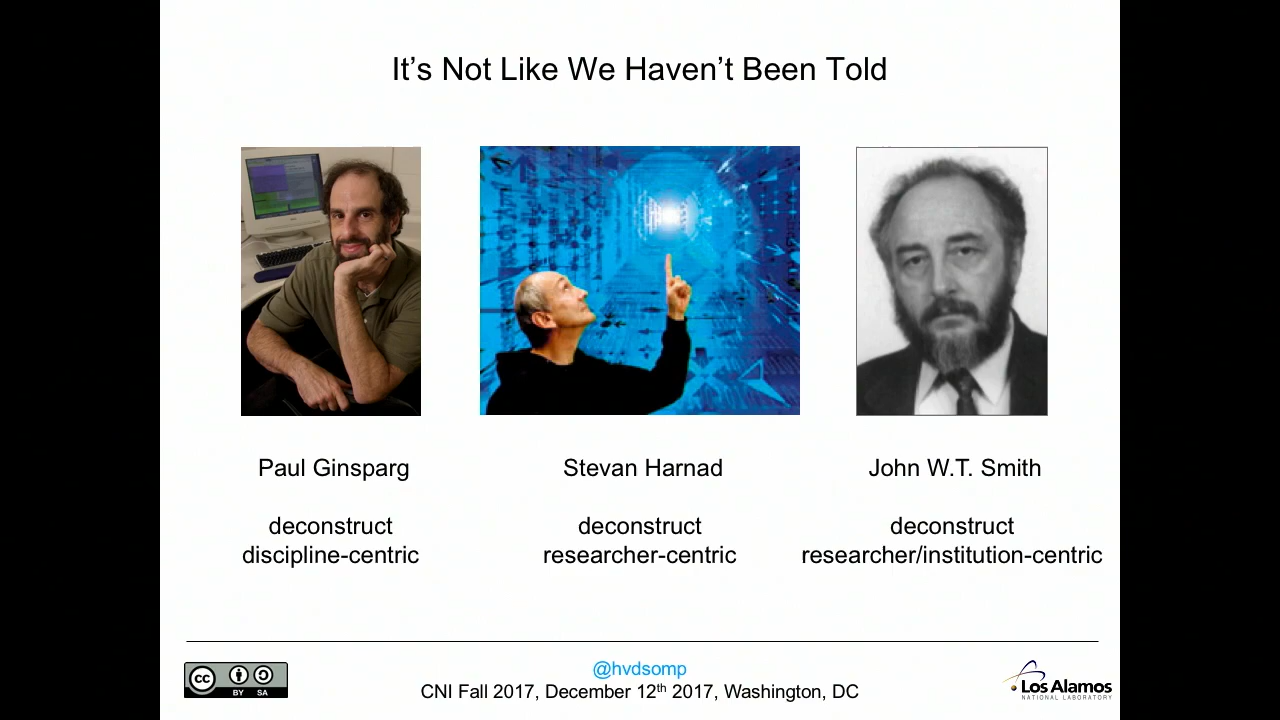 It's Not Like We Haven't Been Told
Paul Ginsparg
deconstruct
discipline-centric
Stevan Harnad
deconstruct
researcher-centric
John W.T. Smith
deconstruct
researcher/institution-centric
cc BY SA
@hvdsomp
CNI Fall 2017, December 12th 2017, Washington, DC
Los Alamos
NATIONAL LABORATORY